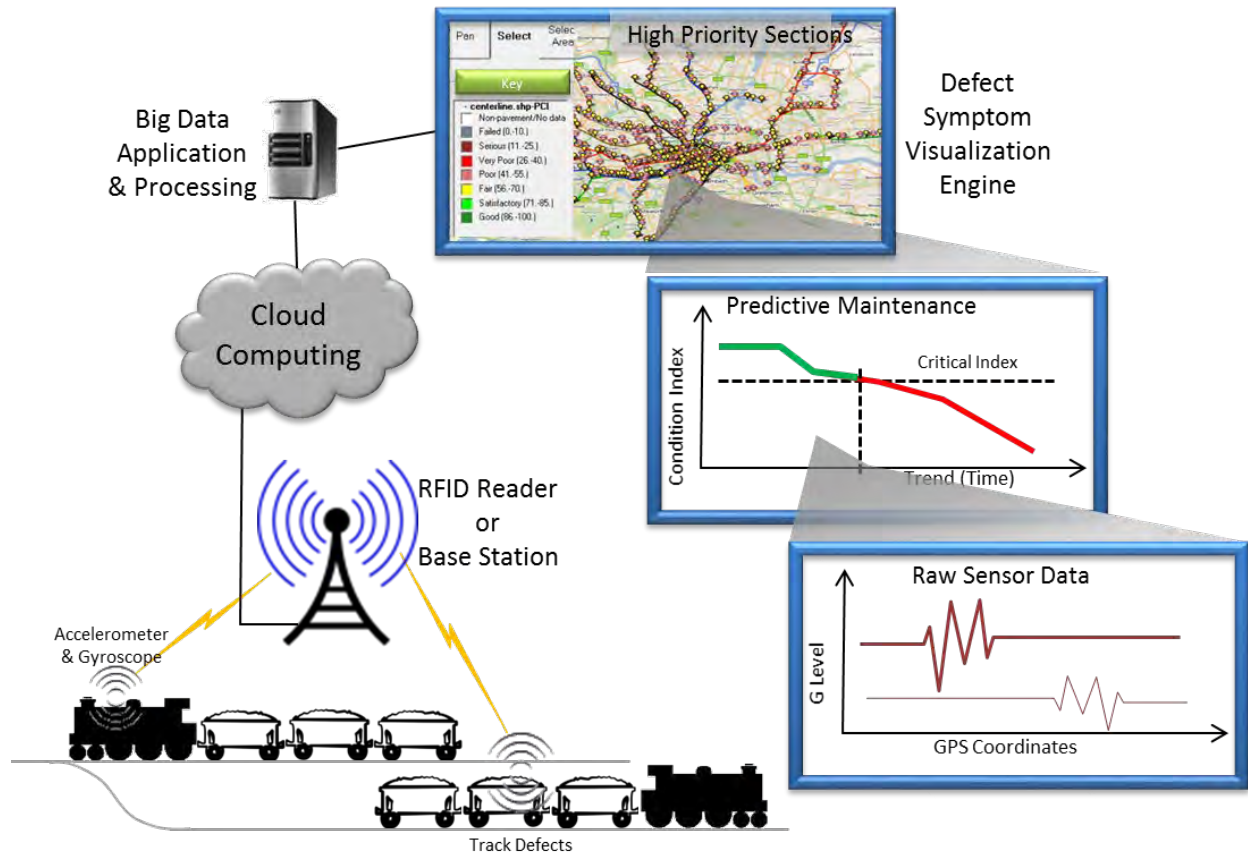 Pan
Select
Selec
Area
High Priority Sections
Key
- centerline.shp-PCI
Non-pavement/No data
Failed (0.-10.)
Serious (11.-25.)
Very Poor (26.-40.)
Poor (41.-55.)
Fair (56.-70.)
Satisfactory (71.-85.)
Good (86.-100.)
Big Data
Application
& Processing
Defect
Symptom
Visualization
Engine
Cloud
Computing
Predictive Maintenance
Condition Index
Critical Index
Trend (Time)
RFID Reader
or
Base Station
Raw Sensor Data
G Level
GPS Coordinates
Accelerometer
& Gyroscope
Track Defects